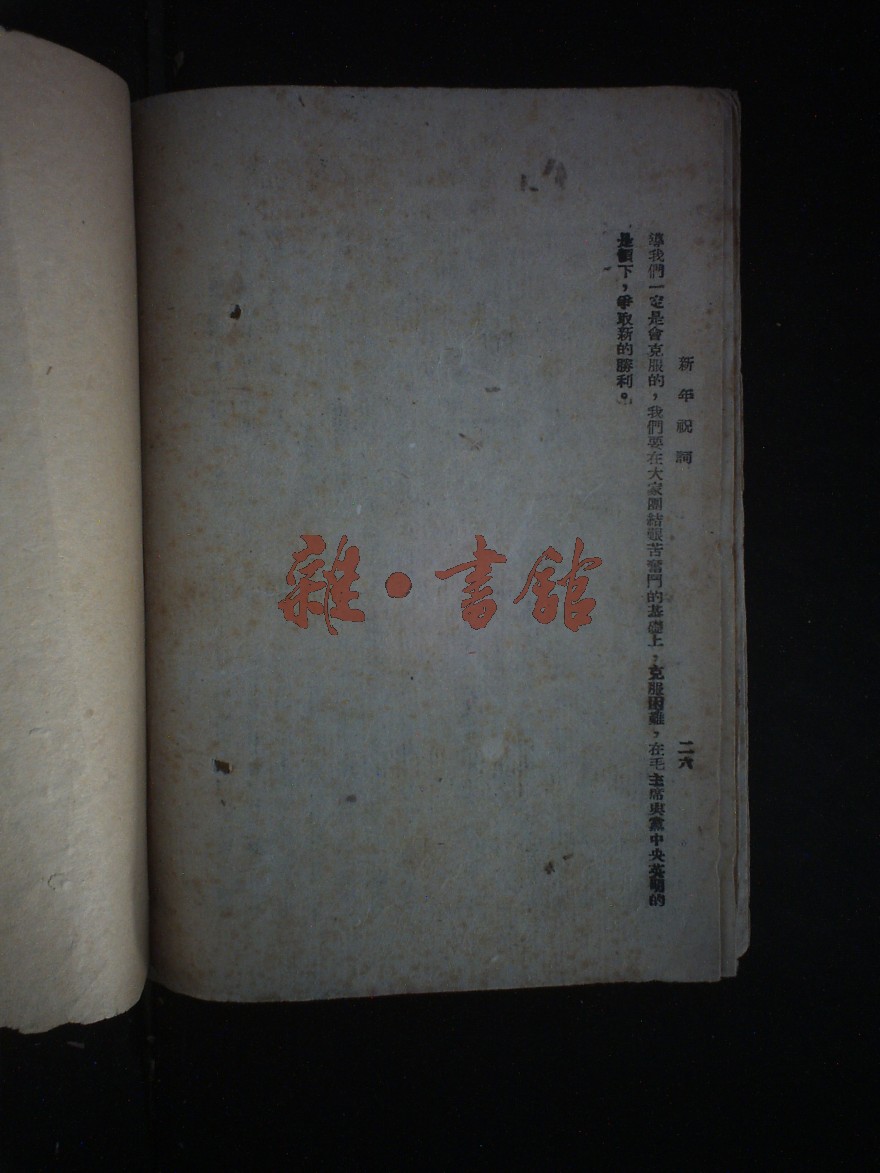 新年祝詞
二六
導我們一定是會克服的，我們要在大家團結艱苦奮鬥的基礎上，克服困難，在毛主席與黨中央英明的
是領下，爭取新的勝利。
雜·書館